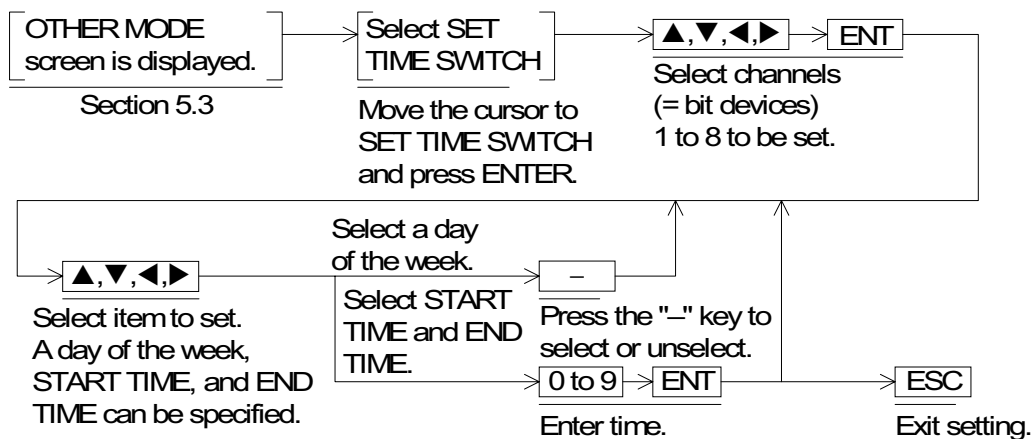 OTHER MODE
screen is displayed.
Section 5.3
Select SET
TIME SWITCH
Move the cursor to
SET TIME SWITCH
and press ENTER.
▲,▼,◀,▶
ENT
Select channels
(= bit devices)
1 to 8 to be set.
▲,▼,◀,▶
Select item to set.
A day of the week,
START TIME, and END
TIME can be specified.
Select a day
of the week.
–
Press the "–" key to
select or unselect.
Select START
TIME and END
TIME.
0 to 9
ENT
Enter time.
ESC
Exit setting.